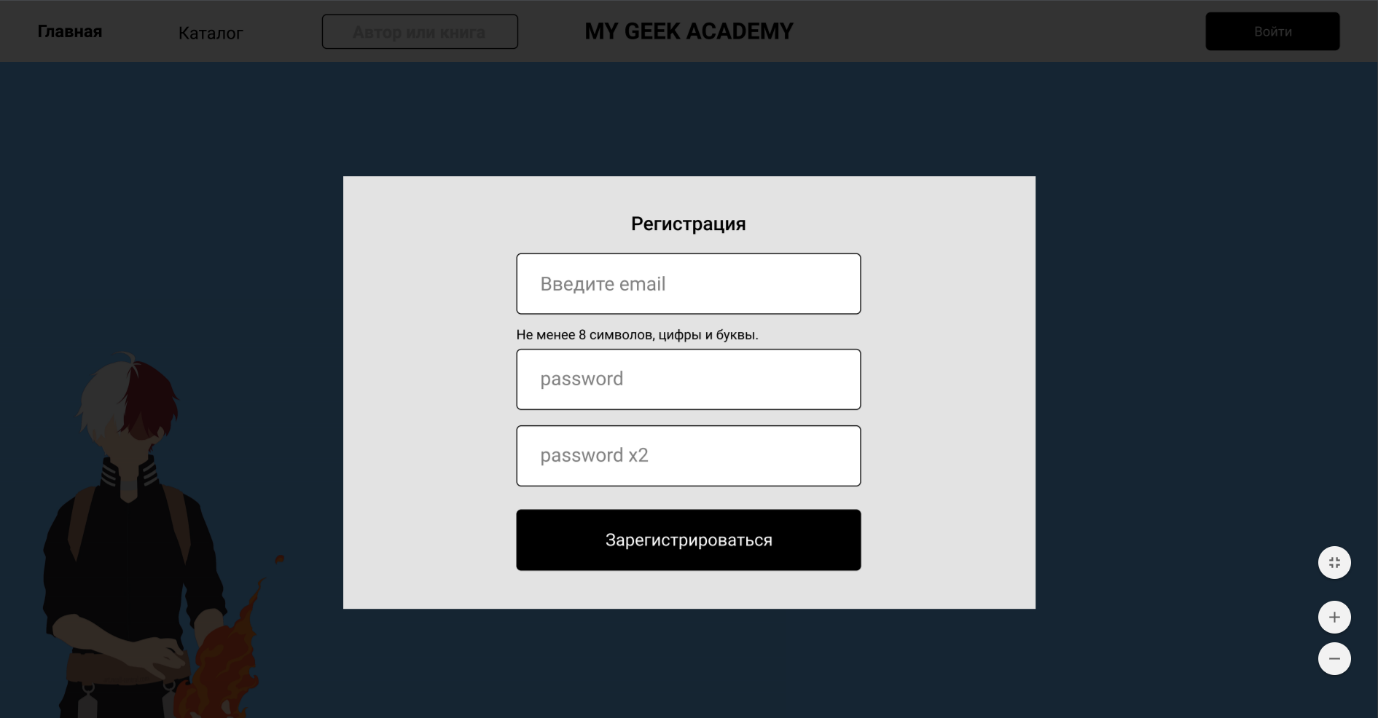 Главная
Каталог
Автор или книга
MY GEEK ACADEMY
Войти
Регистрация
Введите email
Не менее 8 символов, цифры и буквы.
password
password x2
Зарегистрироваться